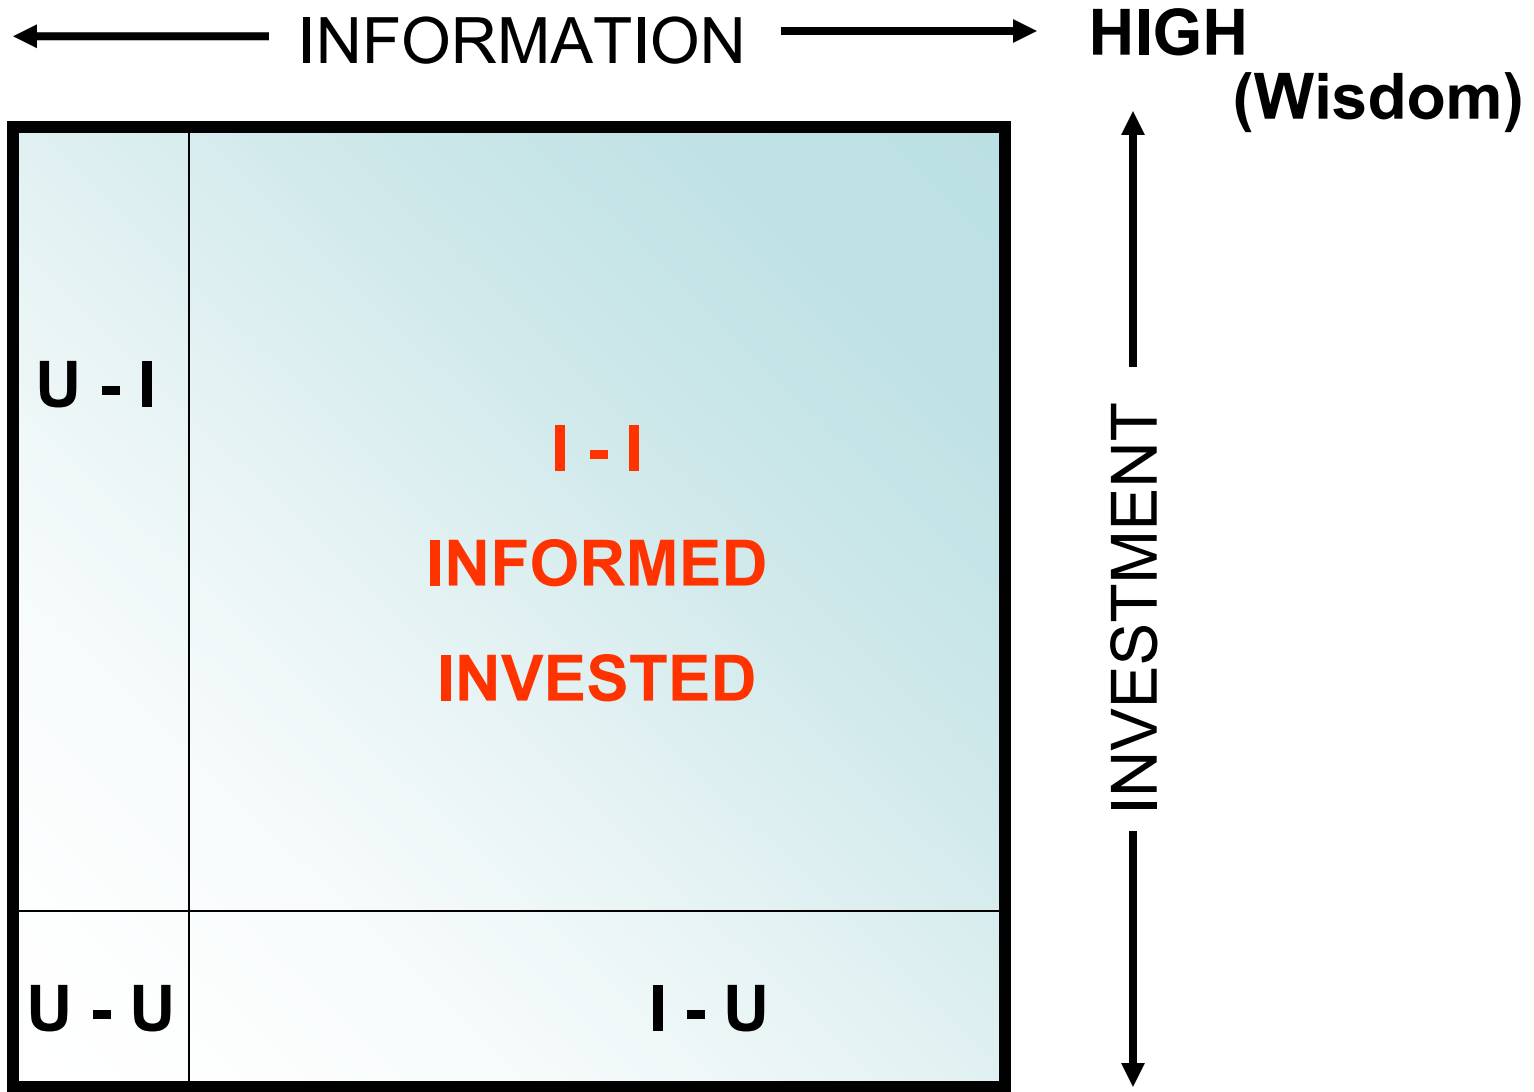 INFORMATION
HIGH
(Wisdom)
U - I
I - I
INFORMED
INVESTED
INVESTMENT
U - U
I - U